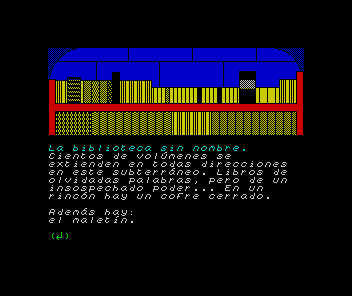 La biblioteca sin nombre.
Cientos de volúmenes se
extienden en todas direcciones
en este subterráneo. Libros de
olvidadas palabras, pero de un
insospechado poder... En un
rincón hay un cofre cerrado.
Además hay:
el maletín.
(↲)